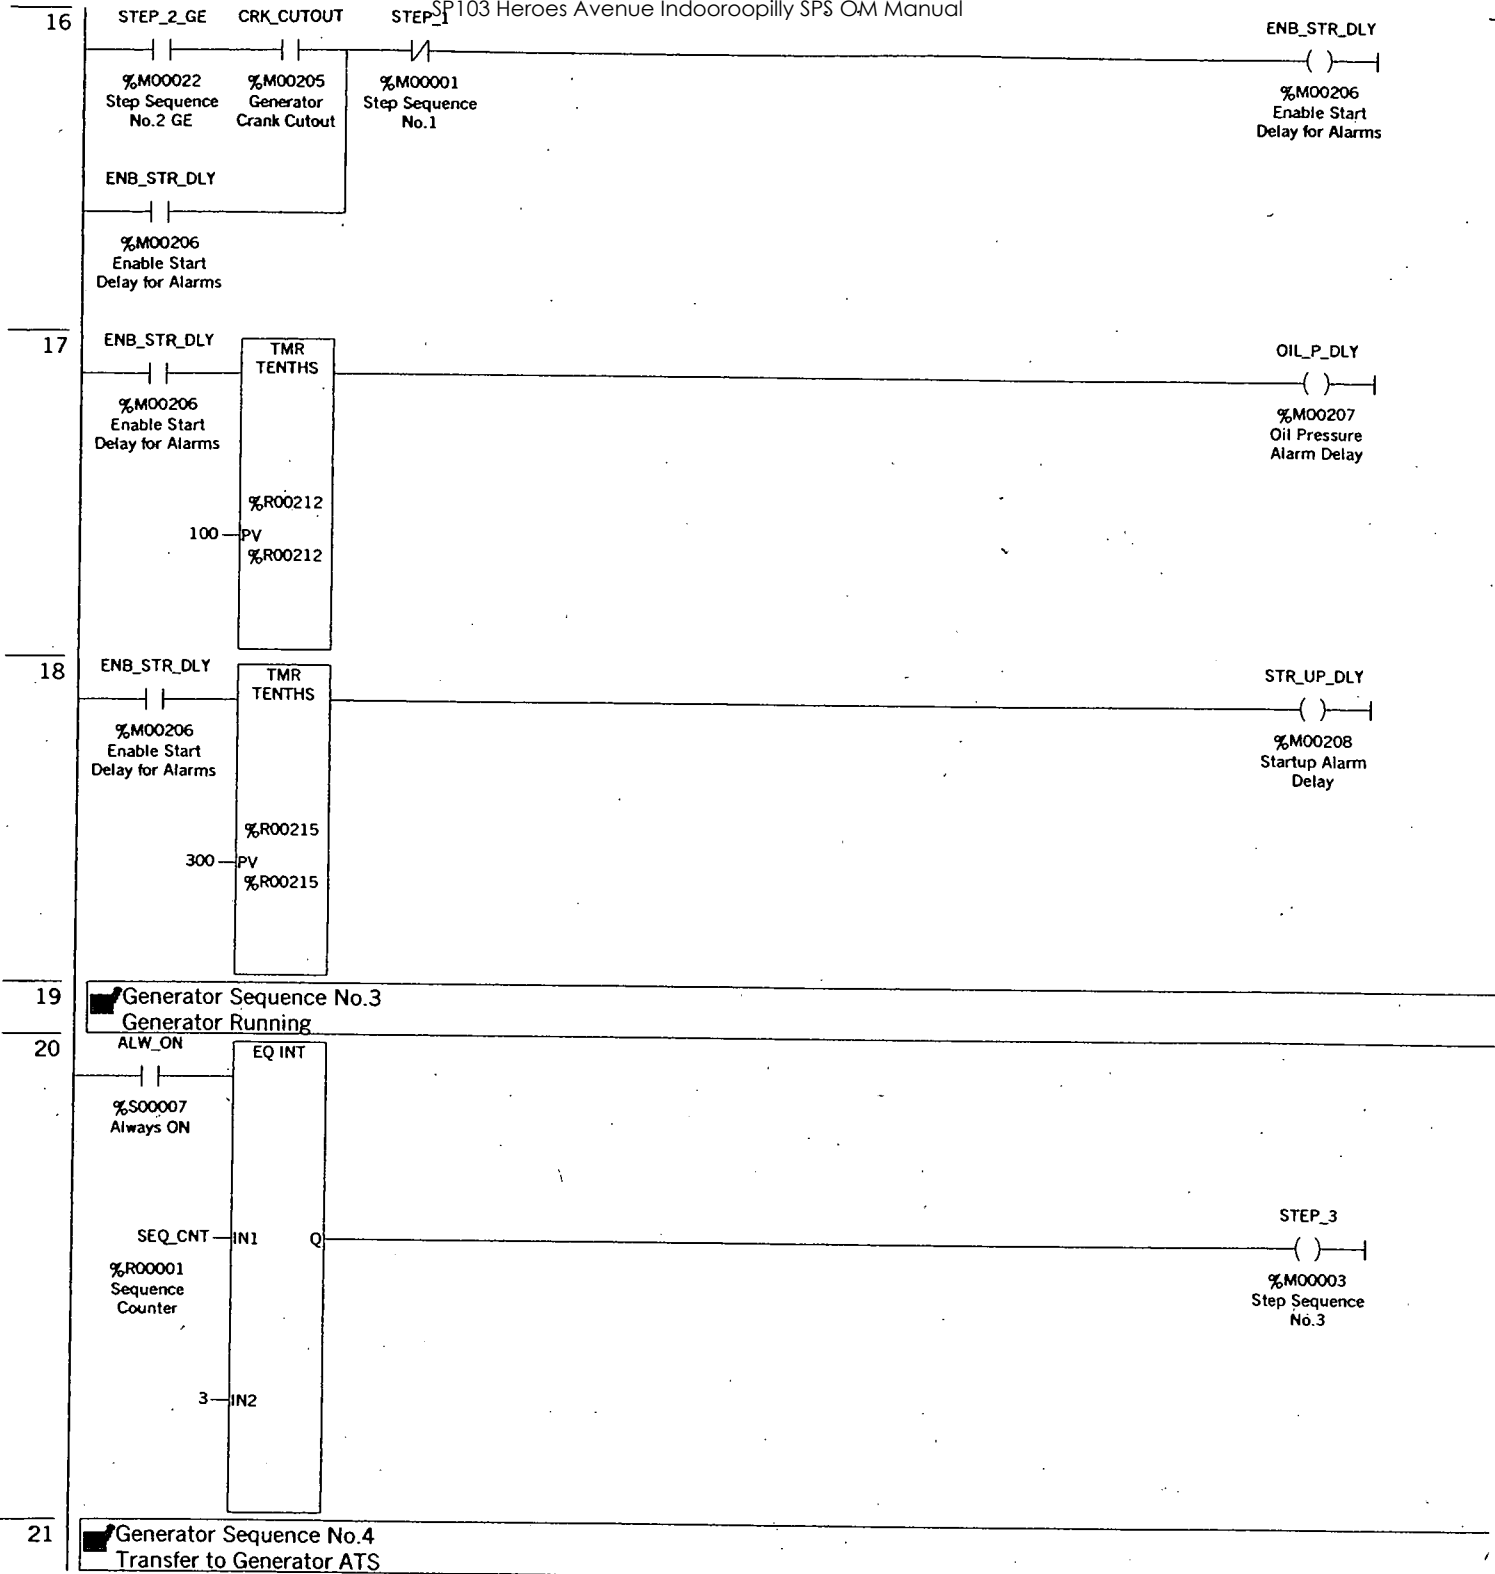 SP103 Heroes Avenue Indooroopilly SPS OM Manual
16
STEP_2_GE CRK_CUTOUT STEP_1
ENB_STR_DLY
%M00022 %M00205 %M00001
Step Sequence Generator Step Sequence
No.2 GE Crank Cutout No.1
%M00206
Enable Start
Delay for Alarms
ENB_STR_DLY
%M00206
Enable Start
Delay for Alarms
17
ENB_STR_DLY
TMR
TENTHS
OIL_P_DLY
%M00206
Enable Start
Delay for Alarms
%M00207
Oil Pressure
Alarm Delay
%R00212
100 PV
%R00212
18
ENB_STR_DLY
TMR
TENTHS
STR_UP_DLY
%M00206
Enable Start
Delay for Alarms
%M00208
Startup Alarm
Delay
%R00215
300 PV
%R00215
19
Generator Sequence No.3
Generator Running
20
ALW_ON
EQ INT
%S00007
Always ON
SEQ_CNT IN1 Q
STEP_3
%R00001
Sequence
Counter
%M00003
Step Sequence
No.3
3 IN2
21
Generator Sequence No.4
Transfer to Generator ATS